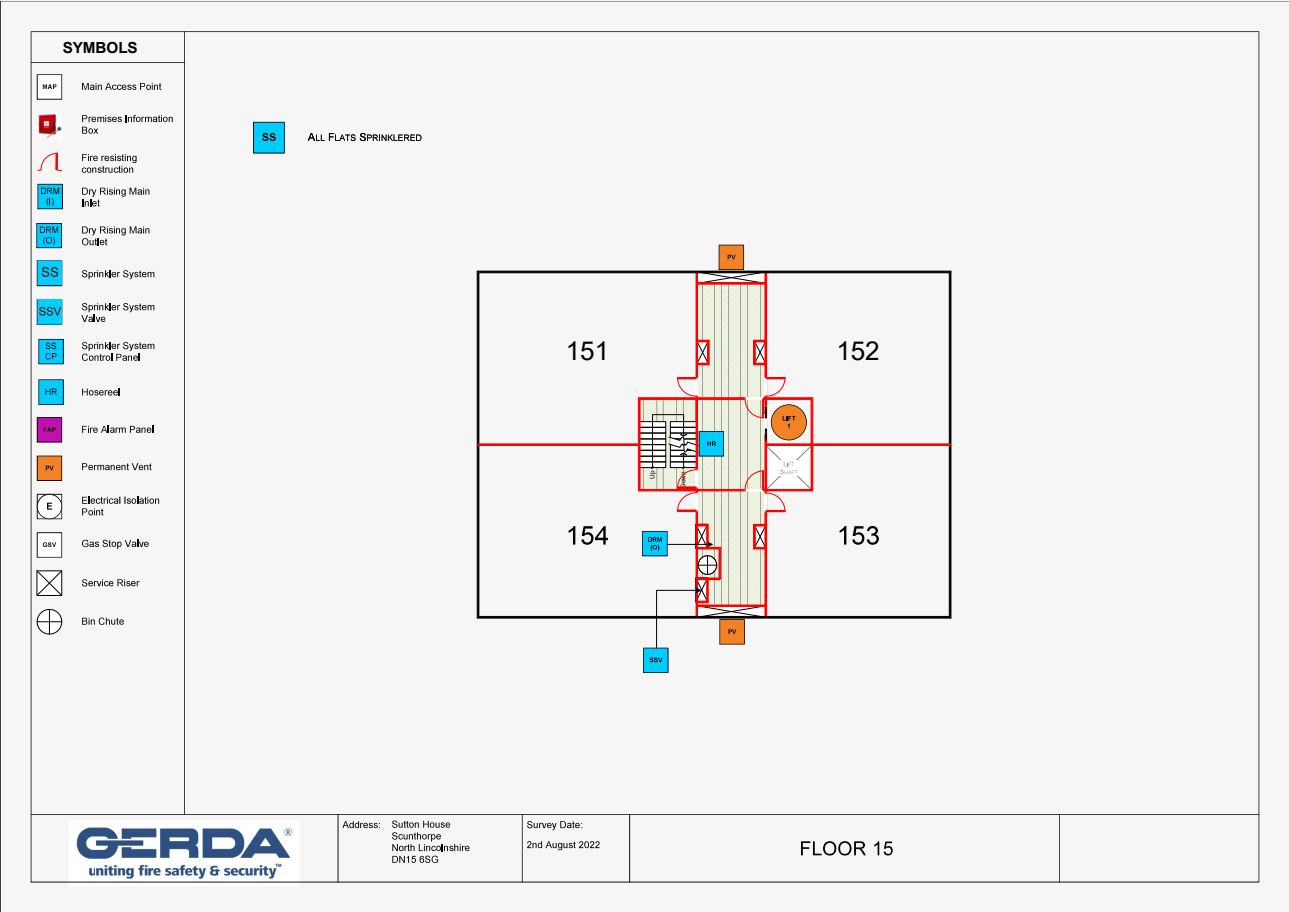 SYMBOLS
MAP Main Access Point
Premises Information
Box
Fire resisting
construction
DRM
(I)
Dry Rising Main
Inlet
DRM
(O)
Dry Rising Main
Outlet
SS Sprinkler System
SSV
Sprinkler System
Valve
SS
CP
Sprinkler System
Control Panel
HR Hosereel
FAP Fire Alarm Panel
PV Permanent Vent
E
Electrical Isolation
Point
GSV Gas Stop Valve
Service Riser
Bin Chute
SS ALL FLATS SPRINKLERED
PV
151
152
LIFT
1
HR
LIFT
SHAFT
Up
Down
154
153
DRM
(O)
PV
SSV
GERDA®
uniting fire safety & security™
Address: Sutton House
Scunthorpe
North Lincolnshire
DN15 6SG
Survey Date:
2nd August 2022
FLOOR 15